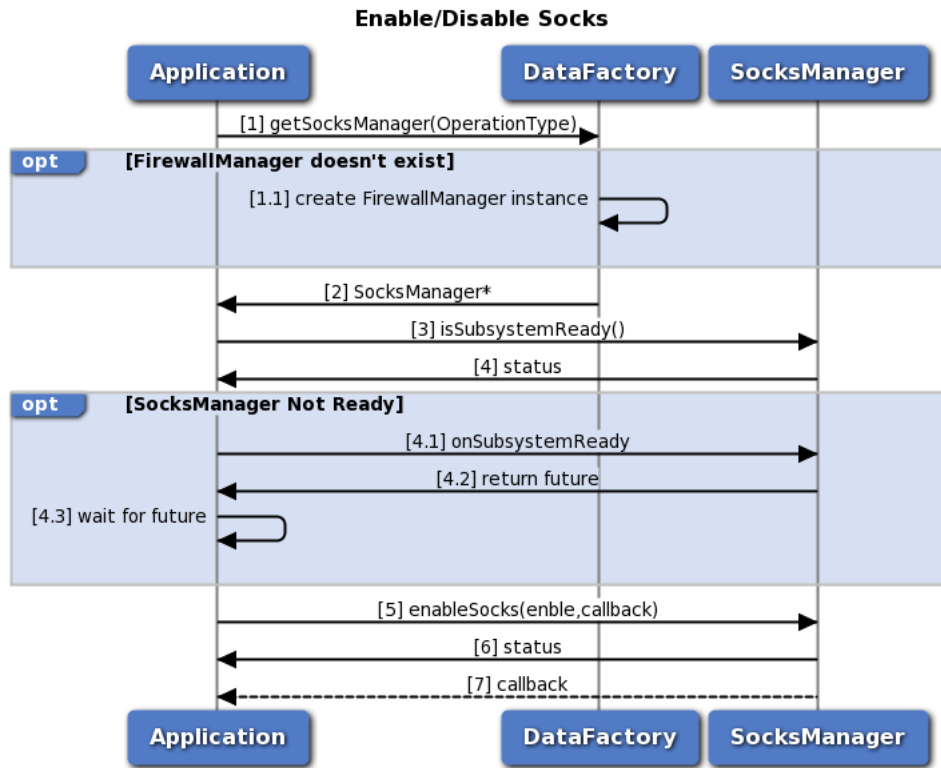 Enable/Disable Socks
Application DataFactory SocksManager
[1] getSocksManager(OperationType)
opt [FirewallManager doesn't exist]
[1.1] create FirewallManager instance
[2] SocksManager*
[3] isSubsystemReady()
[4] status
opt [SocksManager Not Ready]
[4.1] onSubsystemReady
[4.2] return future
[4.3] wait for future
[5] enableSocks(enble,callback)
[6] status
[7] callback
Application DataFactory SocksManager